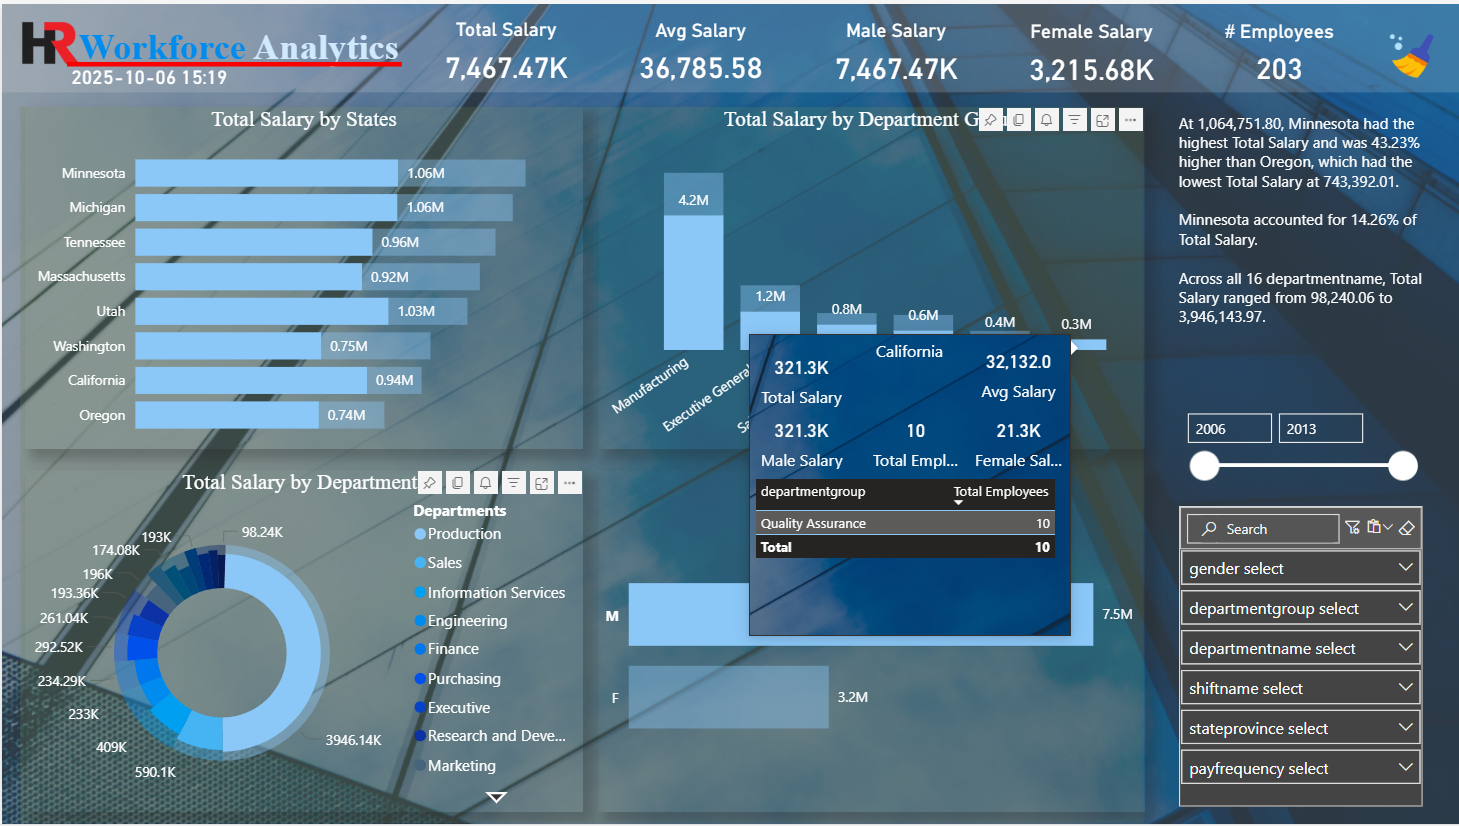 HR Workforce Analytics
2025-10-06 15:19
Total Salary
7,467.47K
Avg Salary
36,785.58
Male Salary
7,467.47K
Female Salary
3,215.68K
# Employees
203
Total Salary by States
Minnesota 1.06M
Michigan 1.06M
Tennessee 0.96M
Massachusetts 0.92M
Utah 1.03M
Washington 0.75M
California 0.94M
Oregon 0.74M
Total Salary by Department G
4.2M
1.2M
0.8M
0.6M
0.4M
0.3M
Manufacturing
Executive General
Sa
California
321.3K
Total Salary
32,132.0
Avg Salary
321.3K
Male Salary
10
Total Empl...
21.3K
Female Sal...
departmentgroup Total Employees
Quality Assurance 10
Total 10
At 1,064,751.80, Minnesota had the
highest Total Salary and was 43.23%
higher than Oregon, which had the
lowest Total Salary at 743,392.01.
Minnesota accounted for 14.26% of
Total Salary.
Across all 16 departmentname, Total
Salary ranged from 98,240.06 to
3,946,143.97.
2006 2013
Total Salary by Department
98.24K
193K
174.08K
196K
193.36K
261.04K
292.52K
234.29K
233K
409K
590.1K
3946.14K
Departments
Production
Sales
Information Services
Engineering
Finance
Purchasing
Executive
Research and Deve...
Marketing
M 7.5M
F 3.2M
Search
gender select
departmentgroup select
departmentname select
shiftname select
stateprovince select
payfrequency select